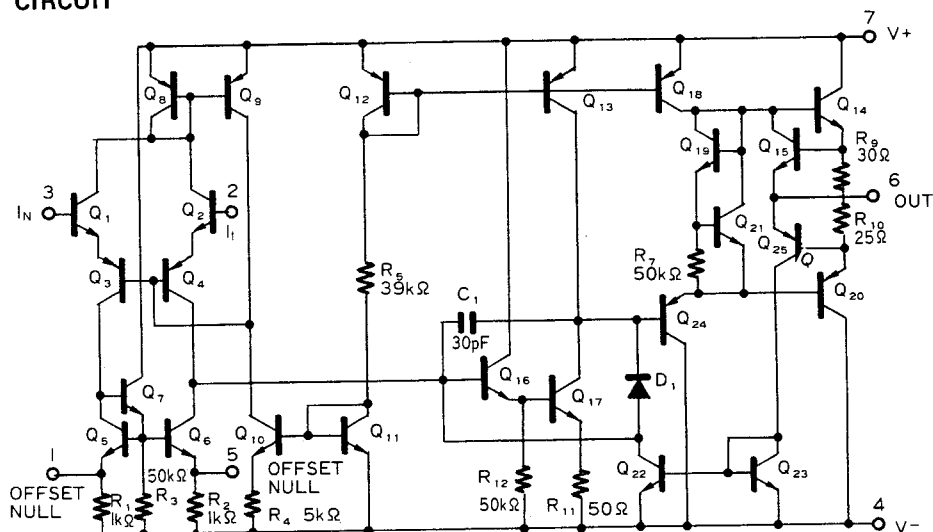 CIRCUIT
7
V+
Q8
Q9
Q12
Q13
Q18
Q14
Q19
Q15
R9
30Ω
3
2
6
IN
Q1
Q2
I1
OUT
Q21
R10
25Ω
Q25
Q
Q3
Q4
R5
39kΩ
R7
50kΩ
C1
30pF
Q24
Q20
Q16
D1
Q7
Q17
Q5
Q6
Q10
Q11
1
5
Q22
Q23
50kΩ
OFFSET
NULL
OFFSET
NULL
R1
1kΩ
R3
R2
1kΩ
R4 5kΩ
R12
50kΩ
R11 50Ω
4
V-